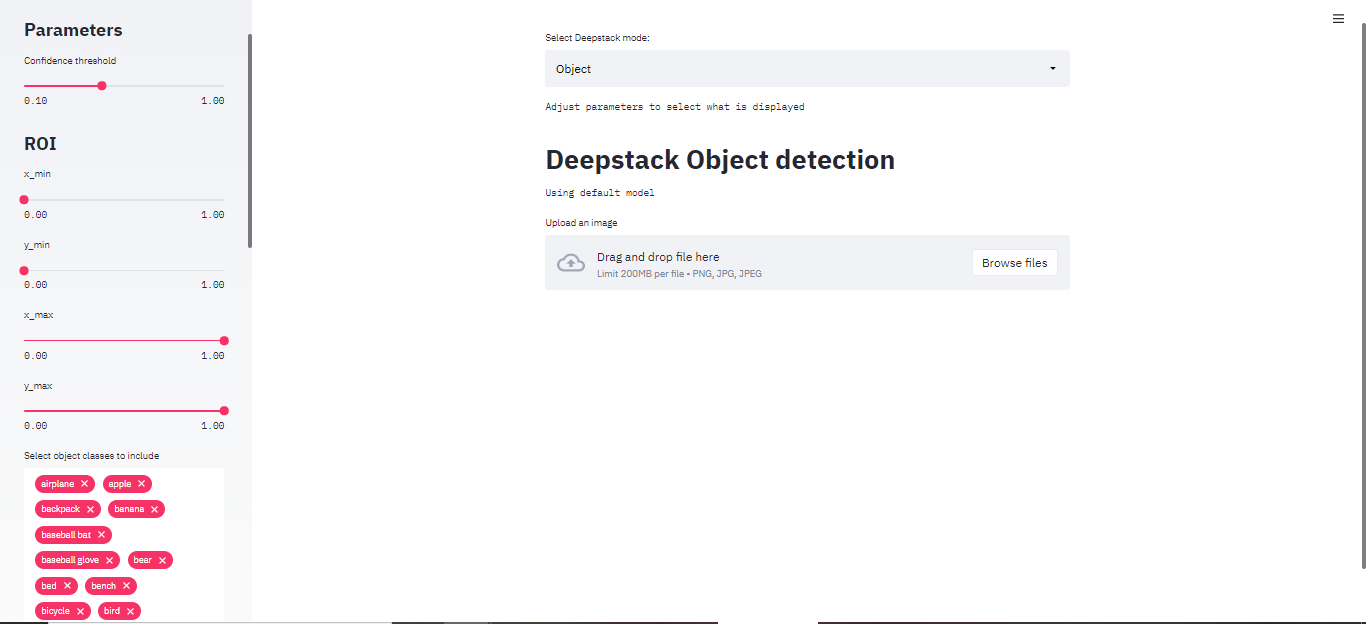 Parameters
Confidence threshold
0.10 1.00
ROI
x_min
0.00 1.00
y_min
0.00 1.00
x_max
0.00 1.00
y_max
0.00 1.00
Select object classes to include
airplane apple
backpack banana
baseball bat
baseball glove bear
bed bench
bicycle bird
Select Deepstack mode:
Object
Adjust parameters to select what is displayed
Deepstack Object detection
Using default model
Upload an image
Drag and drop file here
Limit 200MB per file • PNG, JPG, JPEG
Browse files